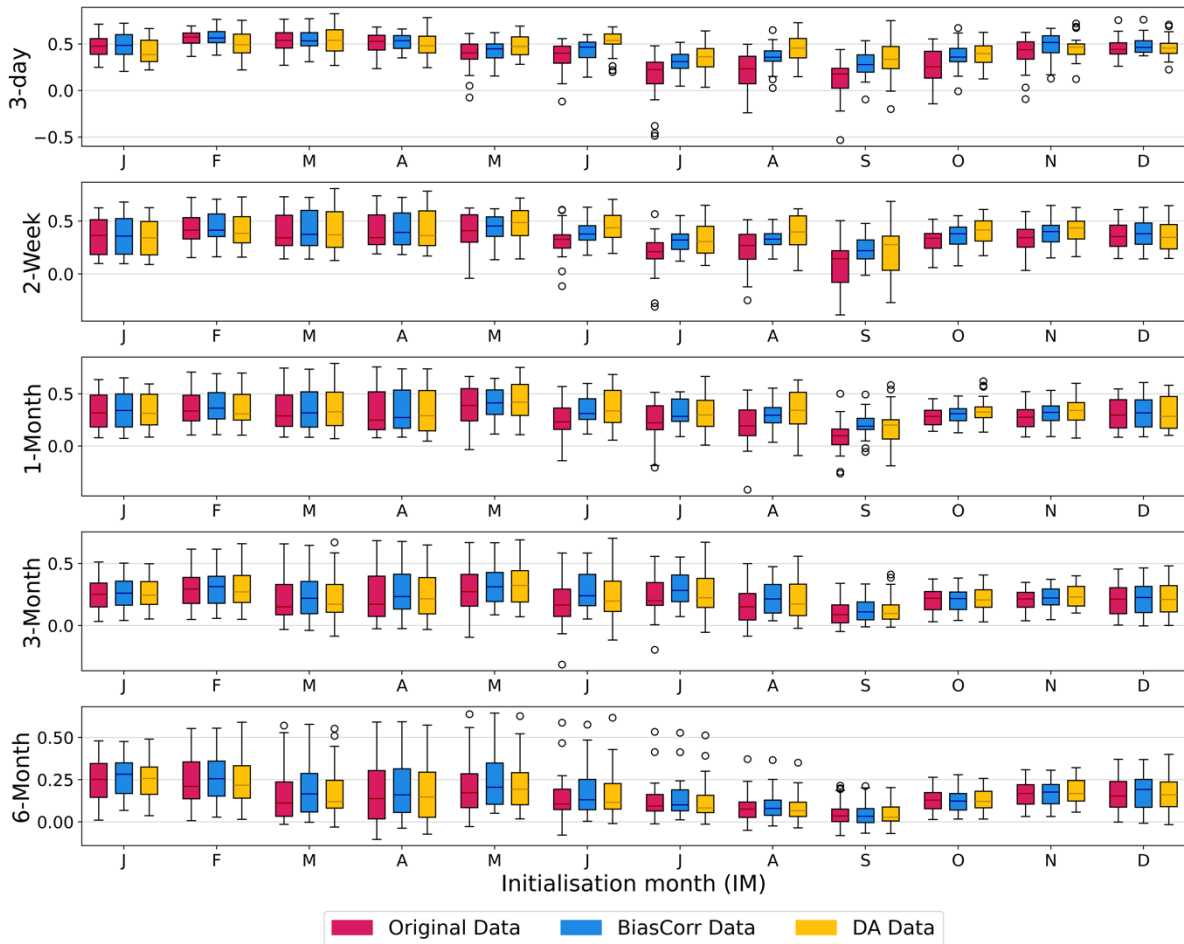 3-day
0.5
0.0
−0.5
J F M A M J J A S O N D
2-Week
0.5
0.0
J F M A M J J A S O N D
1-Month
0.5
0.0
J F M A M J J A S O N D
3-Month
0.5
0.0
J F M A M J J A S O N D
6-Month
0.50
0.25
0.00
J F M A M J J A S O N D
Initialisation month (IM)
Original Data BiasCorr Data DA Data